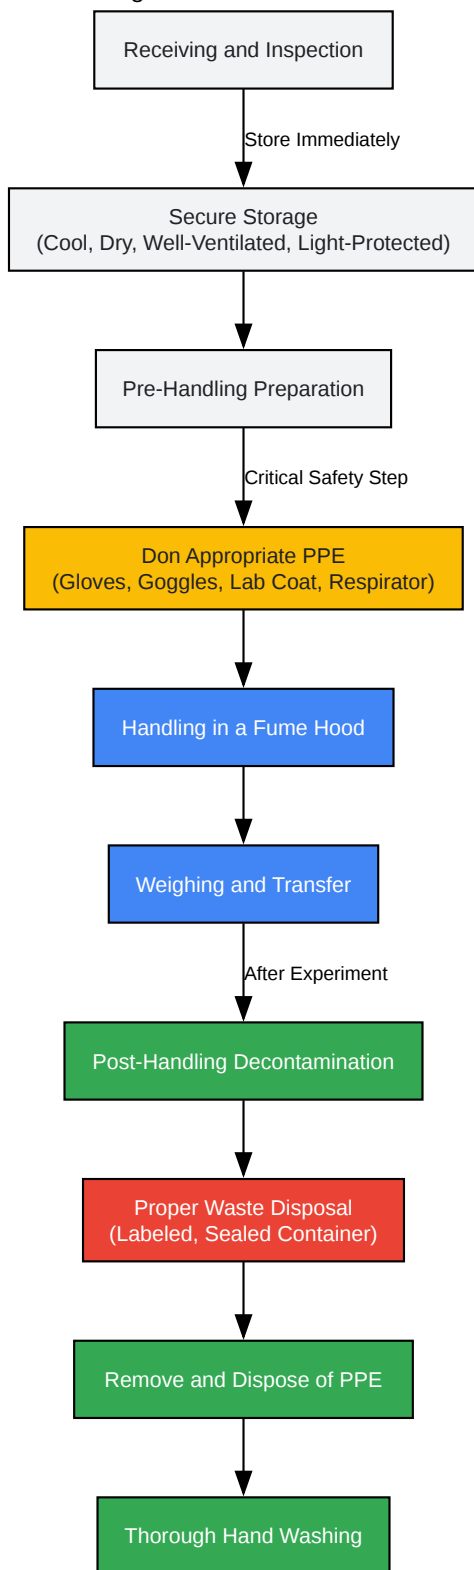 Receiving and Inspection
Store Immediately
Secure Storage
(Cool, Dry, Well-Ventilated, Light-Protected)
Pre-Handling Preparation
Critical Safety Step
Don Appropriate PPE
(Gloves, Goggles, Lab Coat, Respirator)
Handling in a Fume Hood
Weighing and Transfer
After Experiment
Post-Handling Decontamination
Proper Waste Disposal
(Labeled, Sealed Container)
Remove and Dispose of PPE
Thorough Hand Washing